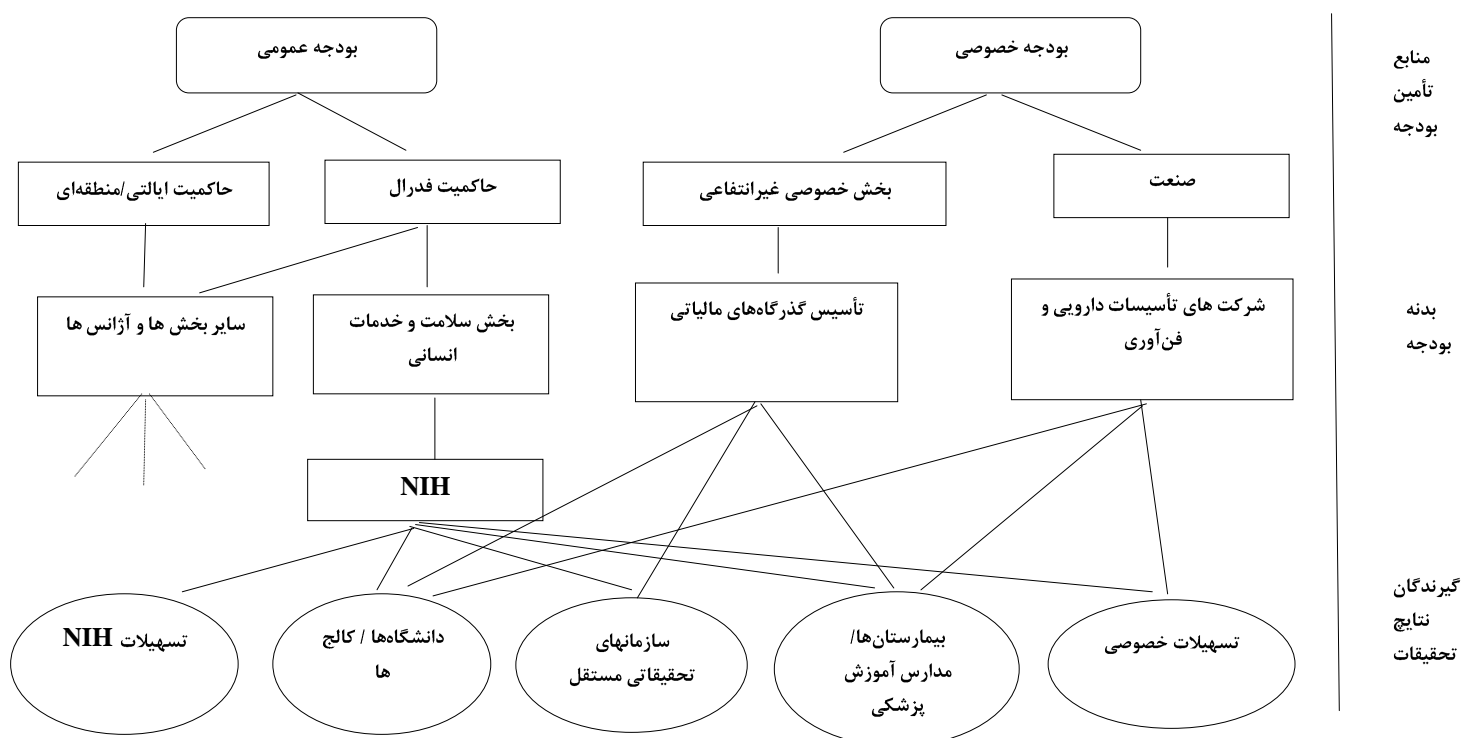 بودجه خصوصی
بودجه عمومی
منابع
تأمین
بودجه
صنعت
بخش خصوصی غیرانتفاعی
حاکمیت فدرال
حاکمیت ایالتی/منطقه‌ای
شرکت های تأسیسات دارویی و
فن‌آوری
تأسیس گذرگاه‌های مالیاتی
بخش سلامت و خدمات
انسانی
سایر بخش ها و آژانس ها
بدنه
بودجه
NIH
گیرندگان
نتایج
تحقیقات
تسهیلات خصوصی
بیمارستان‌ها/
مدارس آموزش
پزشکی
سازمانهای
تحقیقاتی مستقل
دانشگاه‌ها / کالج
ها
تسهیلات NIH